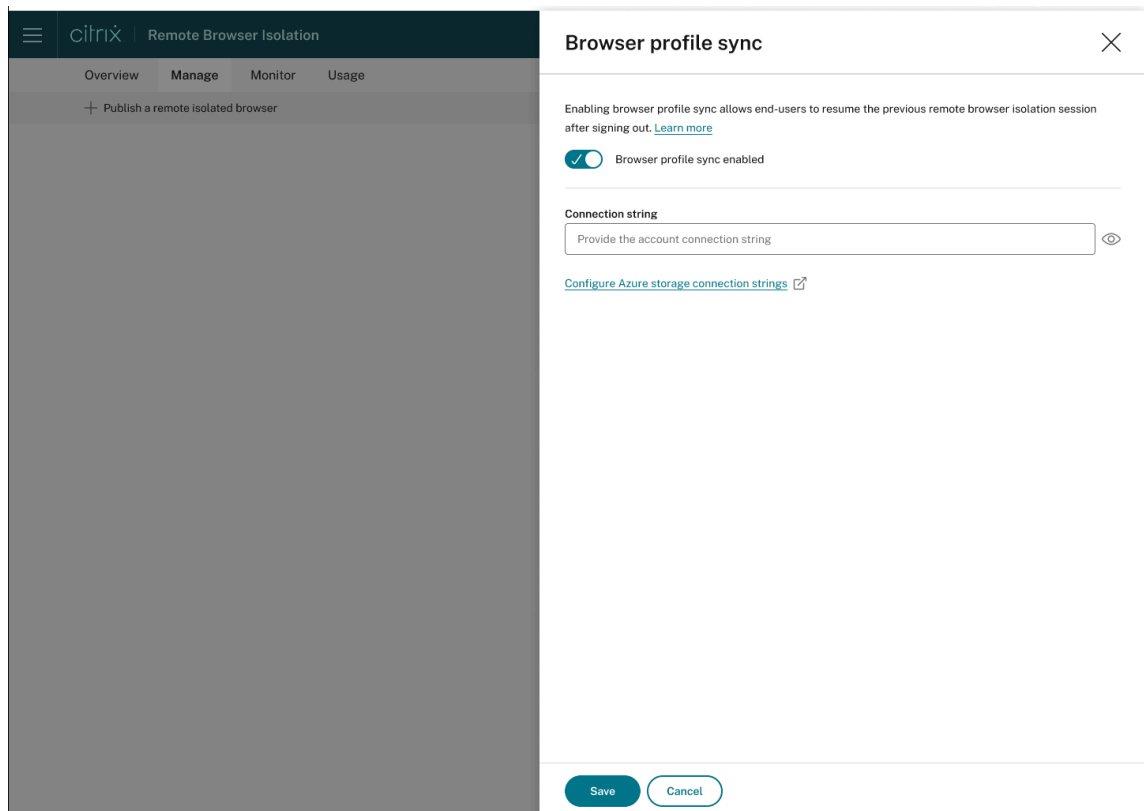 citrix
Remote Browser Isolation
Overview
Manage
Monitor
Usage
Publish a remote isolated browser
Browser profile sync
Enabling browser profile sync allows end-users to resume the previous remote browser isolation session
after signing out. Learn more
Browser profile sync enabled
Connection string
Provide the account connection string
Configure Azure storage connection strings
Save
Cancel